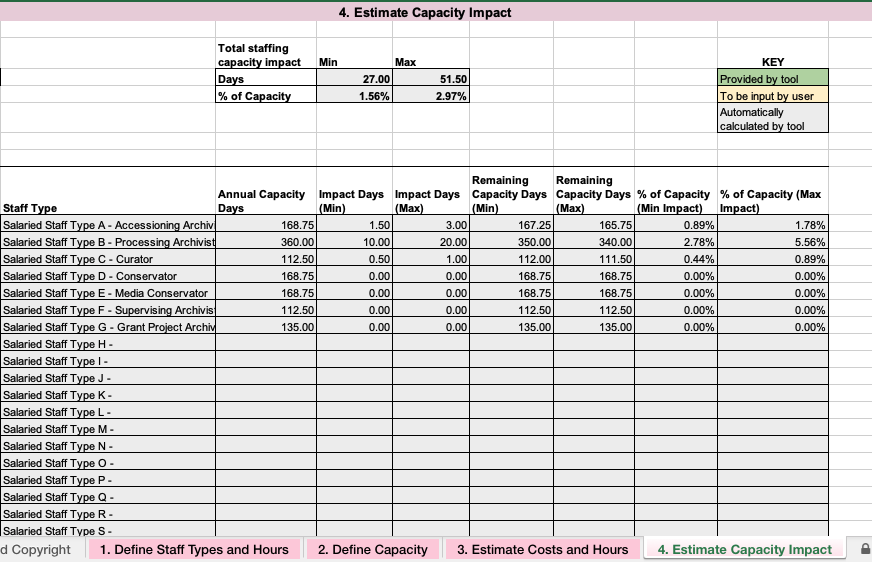 4. Estimate Capacity Impact
Total staffing
capacity impact Min Max
KEY
Days 27.00 51.50
Provided by tool
% of Capacity 1.56% 2.97%
To be input by user
Automatically
calculated by tool
Staff Type Annual Capacity Days Impact Days (Min) Impact Days (Max) Remaining Capacity Days (Min) Remaining Capacity Days (Max) % of Capacity (Min Impact) % of Capacity (Max Impact)
Salaried Staff Type A - Accessioning Archivi 168.75 1.50 3.00 167.25 165.75 0.89% 1.78%
Salaried Staff Type B - Processing Archivist 360.00 10.00 20.00 350.00 340.00 2.78% 5.56%
Salaried Staff Type C - Curator 112.50 0.50 1.00 112.00 111.50 0.44% 0.89%
Salaried Staff Type D - Conservator 168.75 0.00 0.00 168.75 168.75 0.00% 0.00%
Salaried Staff Type E - Media Conservator 168.75 0.00 0.00 168.75 168.75 0.00% 0.00%
Salaried Staff Type F - Supervising Archivis 112.50 0.00 0.00 112.50 112.50 0.00% 0.00%
Salaried Staff Type G - Grant Project Archiv 135.00 0.00 0.00 135.00 135.00 0.00% 0.00%
Salaried Staff Type H -
Salaried Staff Type I -
Salaried Staff Type J -
Salaried Staff Type K -
Salaried Staff Type L -
Salaried Staff Type M -
Salaried Staff Type N -
Salaried Staff Type O -
Salaried Staff Type P -
Salaried Staff Type Q -
Salaried Staff Type R -
Salaried Staff Type S -
d Copyright 1. Define Staff Types and Hours 2. Define Capacity 3. Estimate Costs and Hours 4. Estimate Capacity Impact